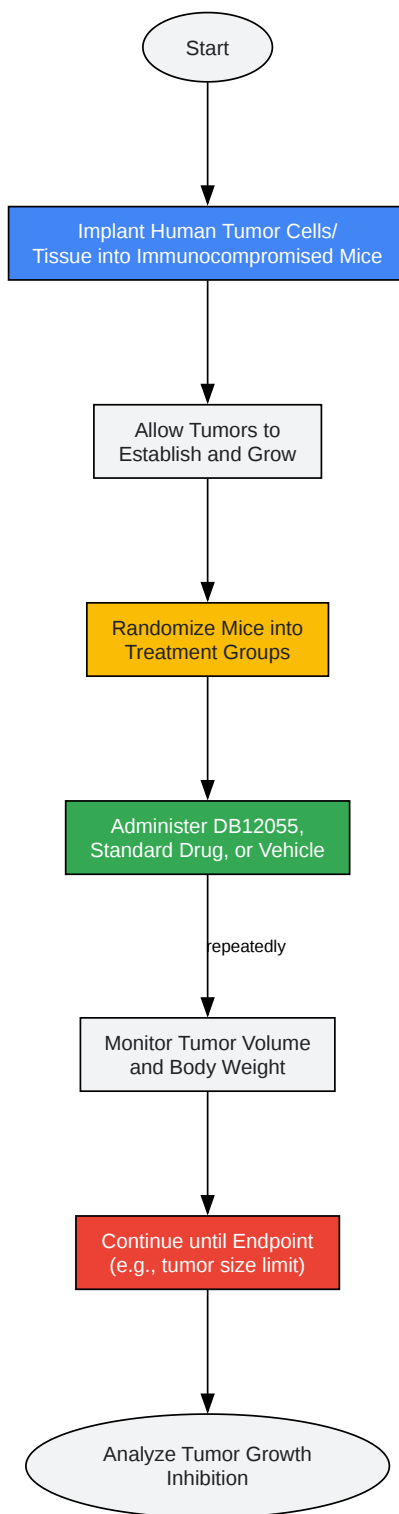 Start
Implant Human Tumor Cells/
Tissue into Immunocompromised Mice
Allow Tumors to
Establish and Grow
Randomize Mice into
Treatment Groups
Administer DB12055,
Standard Drug, or Vehicle
repeatedly
Monitor Tumor Volume
and Body Weight
Continue until Endpoint
(e.g., tumor size limit)
Analyze Tumor Growth
Inhibition